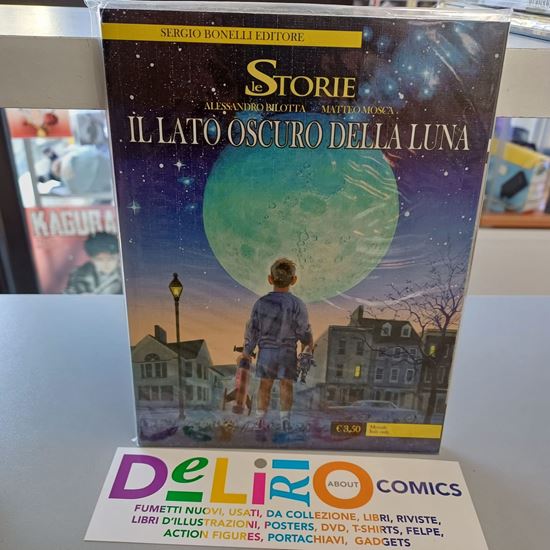 SERGIO BONELLI EDITORE
le STORIE
ALESSANDRO BILOTTA MATTEO MOSCA
IL LATO OSCURO DELLA LUNA
KAGURA
€ 3,50
DeLiRIO ABOUT COMICS
FUMETTI NUOVI, USATI, DA COLLEZIONE, LIBRI, RIVISTE,
LIBRI D'ILLUSTRAZIONI, POSTERS, DVD, T-SHIRTS, FELPE,
ACTION FIGURES, PORTACHIAVI, GADGETS